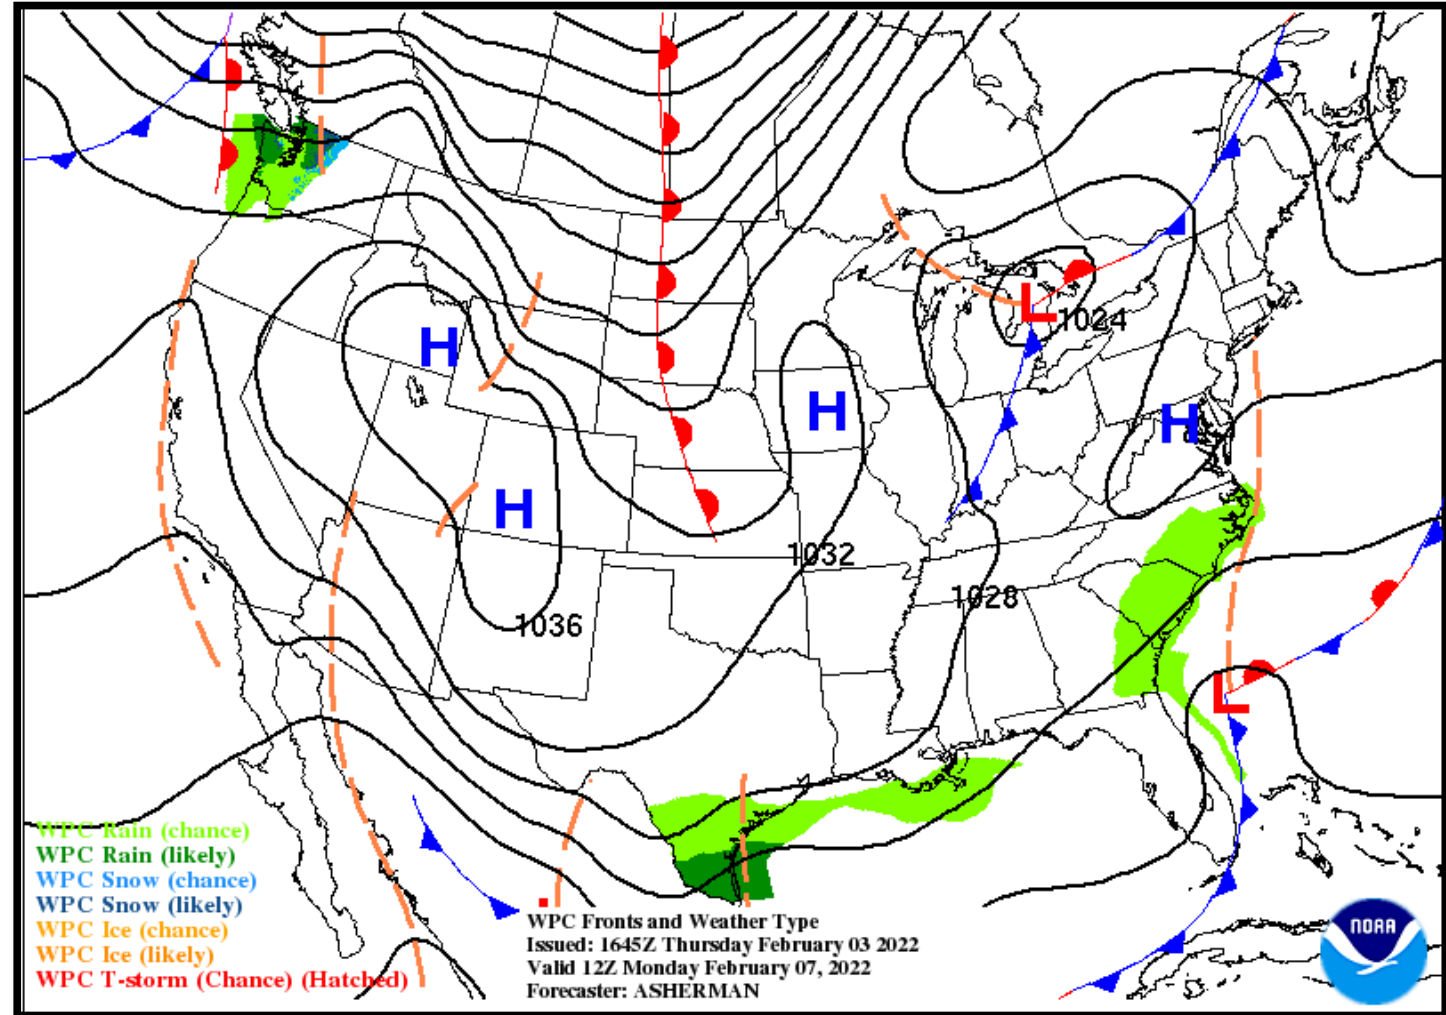 H
H
H
H
L
1024
1032
1028
1036
L
WPC Rain (chance)
WPC Rain (likely)
WPC Snow (chance)
WPC Snow (likely)
WPC Ice (chance)
WPC Ice (likely)
WPC T-storm (Chance) (Hatched)
WPC Fronts and Weather Type
Issued: 1645Z Thursday February 03 2022
Valid 12Z Monday February 07, 2022
Forecaster: ASHERMAN
NOAA